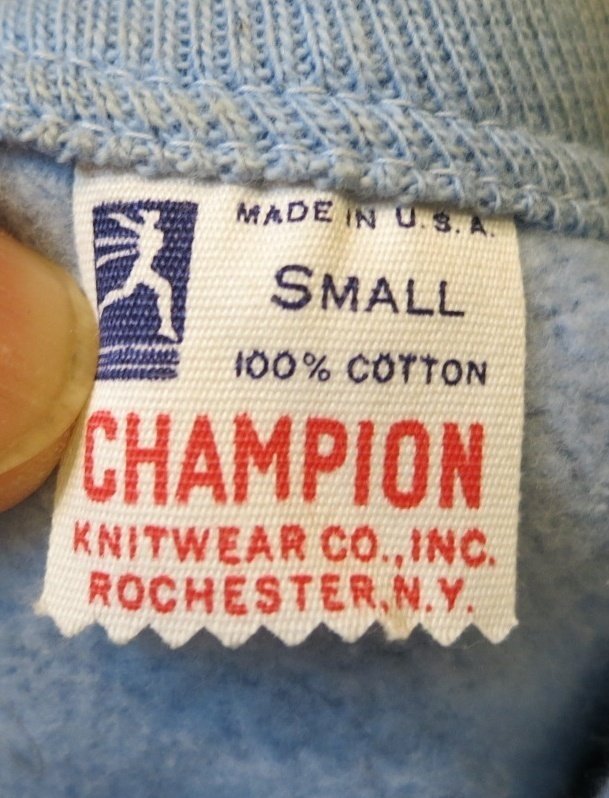 MADE IN U.S.A.
SMALL
100% COTTON
CHAMPION
KNITWEAR CO., INC.
ROCHESTER, N.Y.